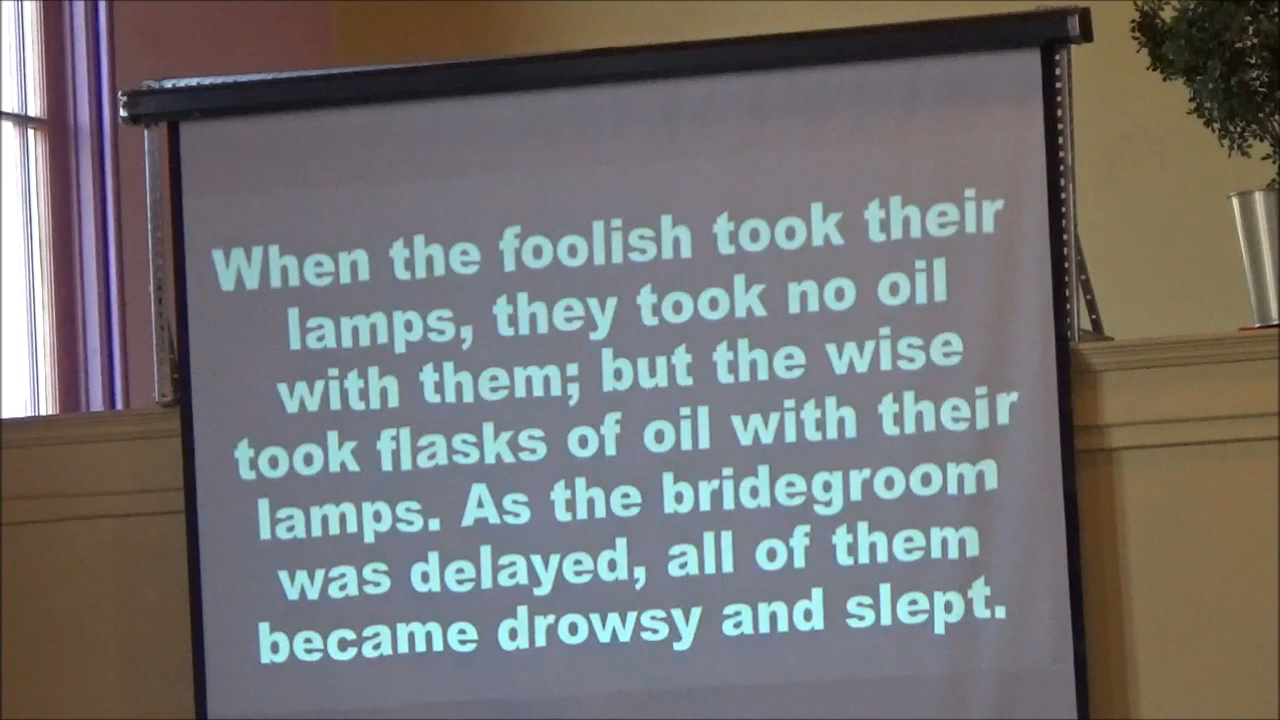 When the foolish took their
lamps, they took no oil
with them; but the wise
took flasks of oil with their
lamps. As the bridegroom
was delayed, all of them
became drowsy and slept.